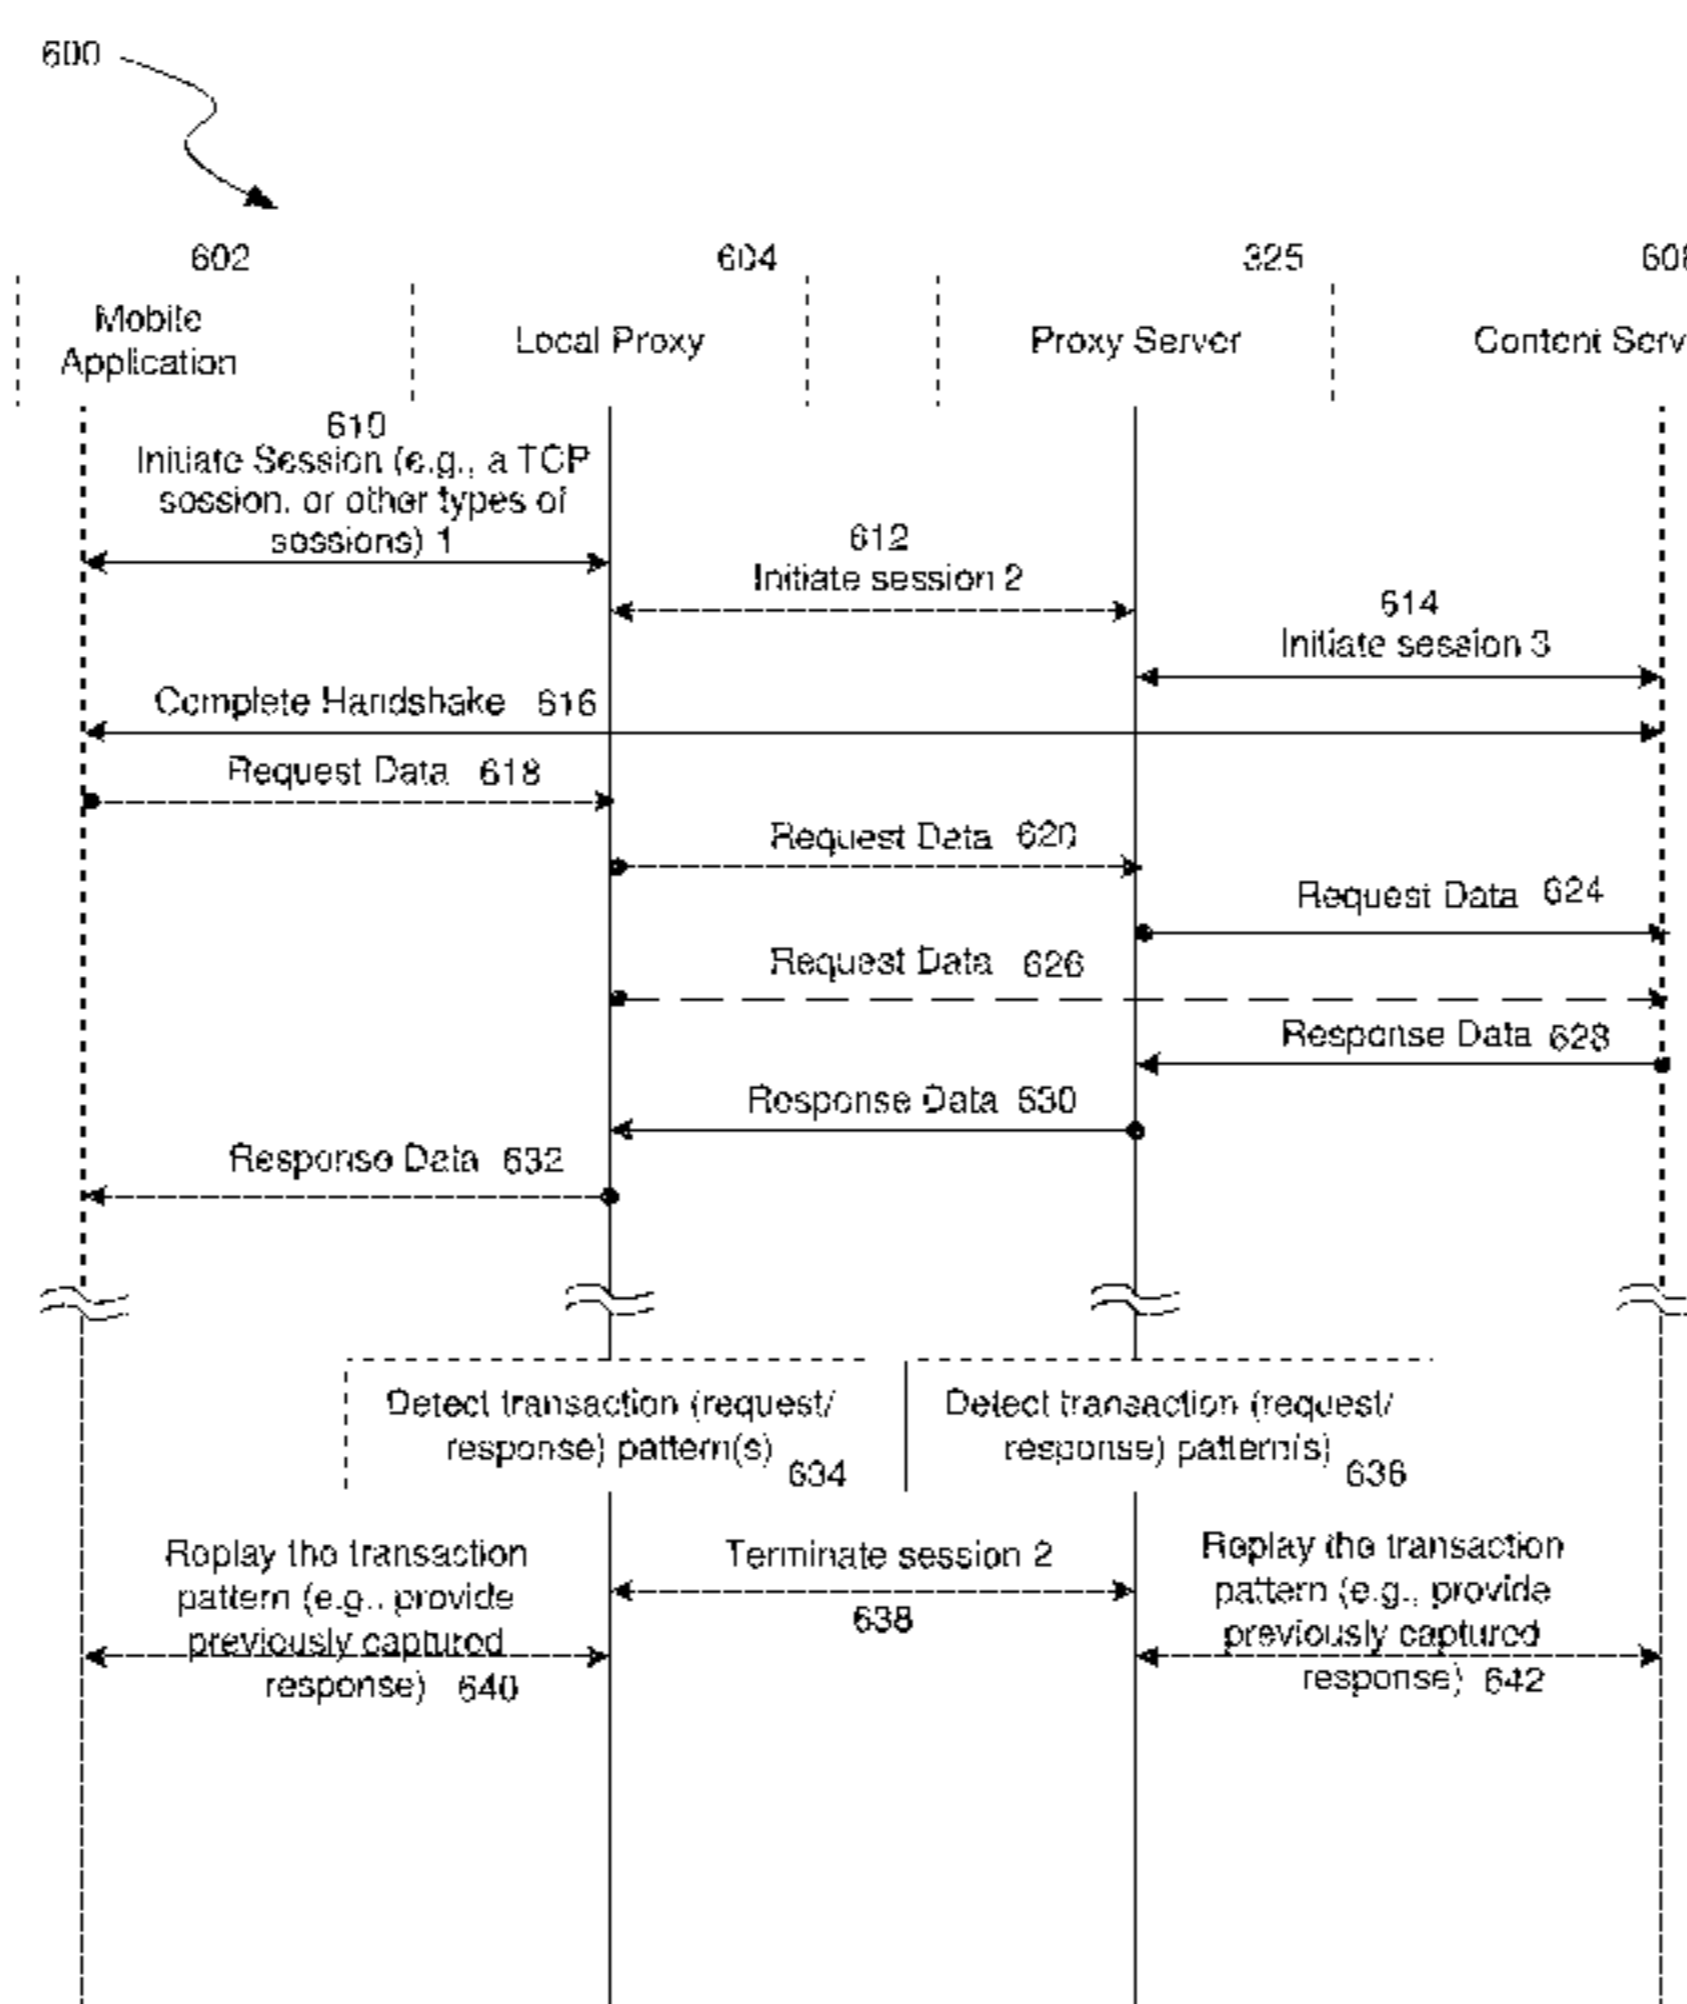 600
602
604
325
608
Mobile
Application
Local Proxy
Proxy Server
Content Serv
610
Initiate Session (e.g., a TCP
session, or other types of
sessions) 1
612
Initiate session 2
614
Initiate session 3
Complete Handshake 616
Request Data 618
Request Data 620
Request Data 624
Request Data 626
Response Data 628
Response Data 630
Response Data 632
Detect transaction (request/
response) pattern(s)
634
Detect transaction (request/
response) pattern(s)
636
Replay the transaction
pattern (e.g., provide
previously captured
response) 640
Terminate session 2
638
Replay the transaction
pattern (e.g., provide
previously captured
response) 642